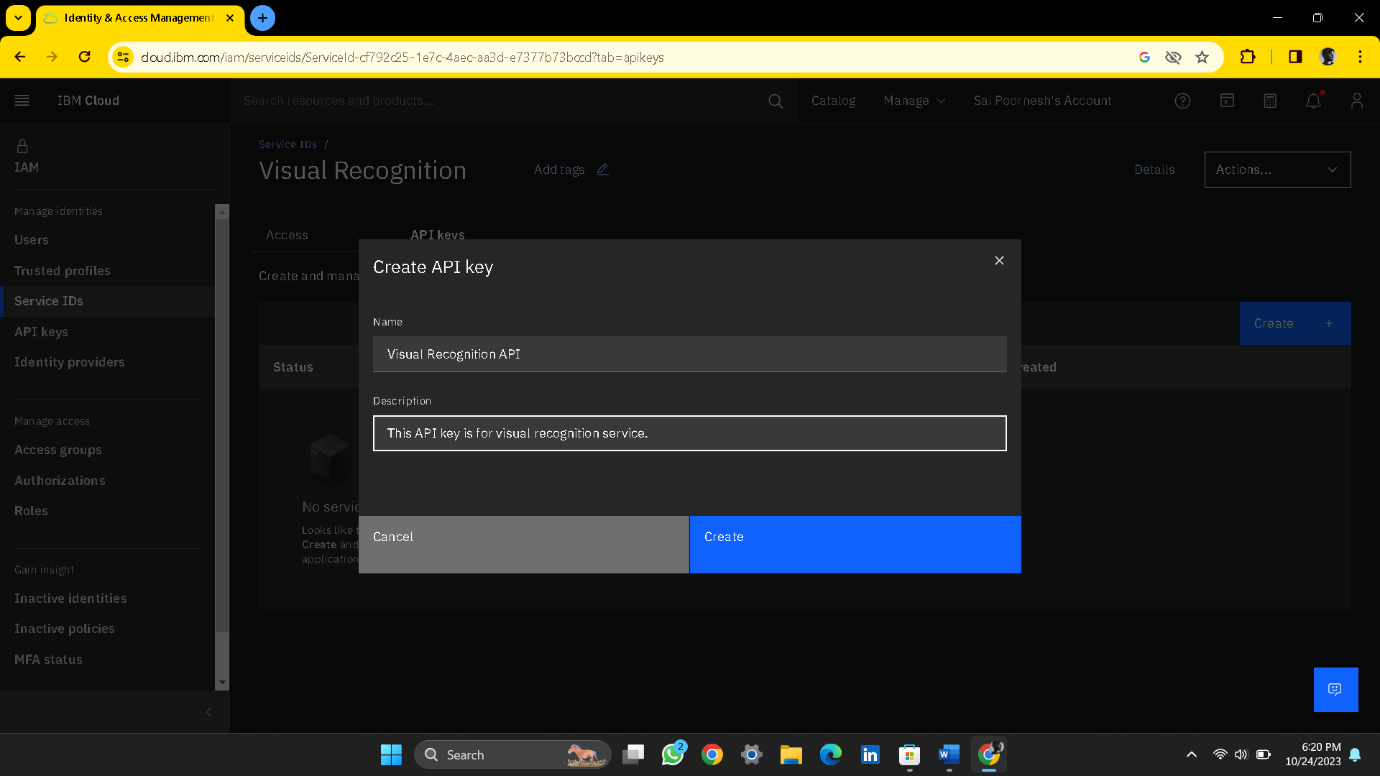 Identity & Access Management
cloud.ibm.com/iam/serviceids/ServiceId-cf792c25-1e7c-4aec-aa3d-e7377b73bccd?tab=apikeys
IBM Cloud
Search resources and products...
Catalog
Manage
Sai Poornesh's Account
IAM
Manage identities
Users
Trusted profiles
Service IDs
API keys
Identity providers
Manage access
Access groups
Authorizations
Roles
Gain insight
Inactive identities
Inactive policies
MFA status
Service IDs /
Visual Recognition
Add tags
Details
Actions...
Access
API keys
Create and mana
Create +
Status
reated
No servic
Looks like t
Create and
application
Create API key
Name
Visual Recognition API
Description
This API key is for visual recognition service.
Cancel
Create
Search
2
6:20 PM
10/24/2023